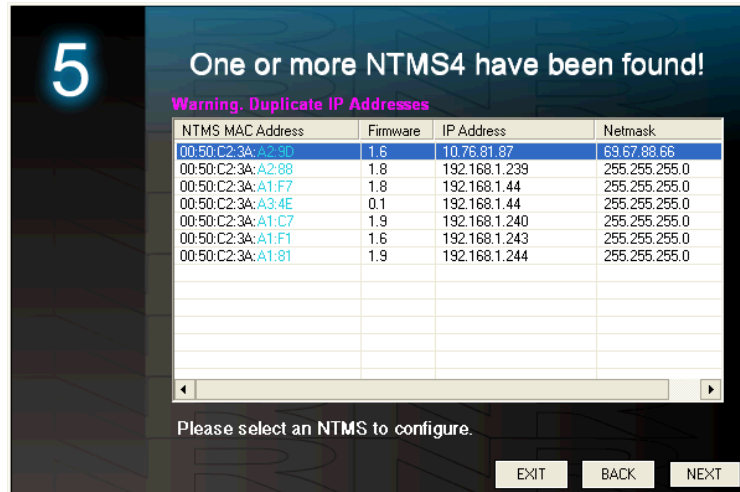 5
One or more NTMS4 have been found!
Warning. Duplicate IP Addresses
NTMS MAC Address Firmware IP Address Netmask
00:50:C2:3A:A2:9D 1.6 10.76.81.87 69.67.88.66
00:50:C2:3A:A2:88 1.8 192.168.1.239 255.255.255.0
00:50:C2:3A:A1:F7 1.8 192.168.1.44 255.255.255.0
00:50:C2:3A:A3:4E 0.1 192.168.1.44 255.255.255.0
00:50:C2:3A:A1:C7 1.9 192.168.1.240 255.255.255.0
00:50:C2:3A:A1:F1 1.6 192.168.1.243 255.255.255.0
00:50:C2:3A:A1:81 1.9 192.168.1.244 255.255.255.0
Please select an NTMS to configure.
EXIT BACK NEXT